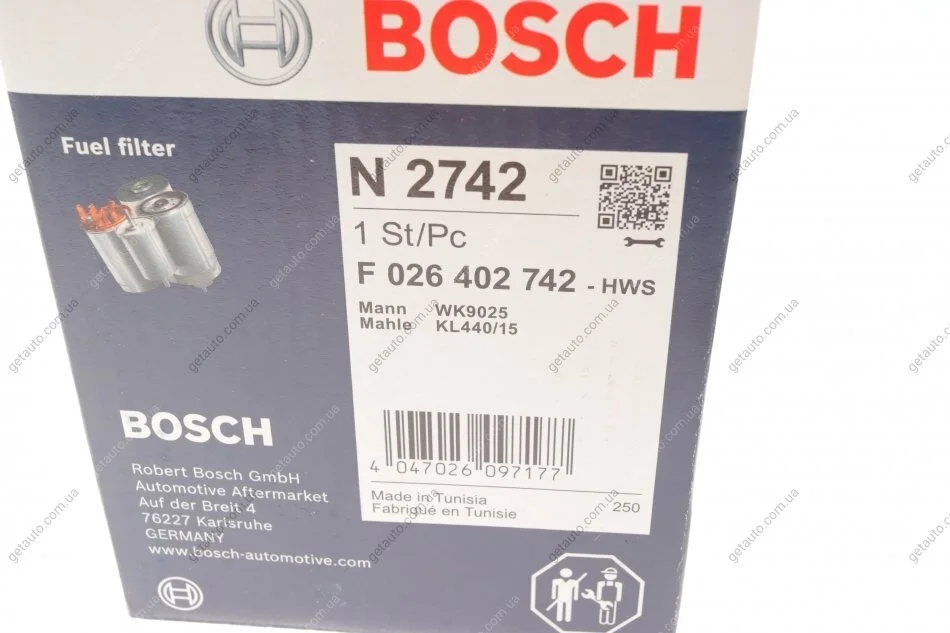 BOSCH
Fuel filter
N 2742
1 St/Pc
F 026 402 742 - HWS
Mann WK9025
Mahle KL440/15
4 047026 097177
Made in Tunisia
Fabriqué en Tunisie
250
BOSCH
Robert Bosch GmbH
Automotive Aftermarket
Auf der Breit 4
76227 Karlsruhe
GERMANY
www.bosch-automotive.com
getauto.com.ua